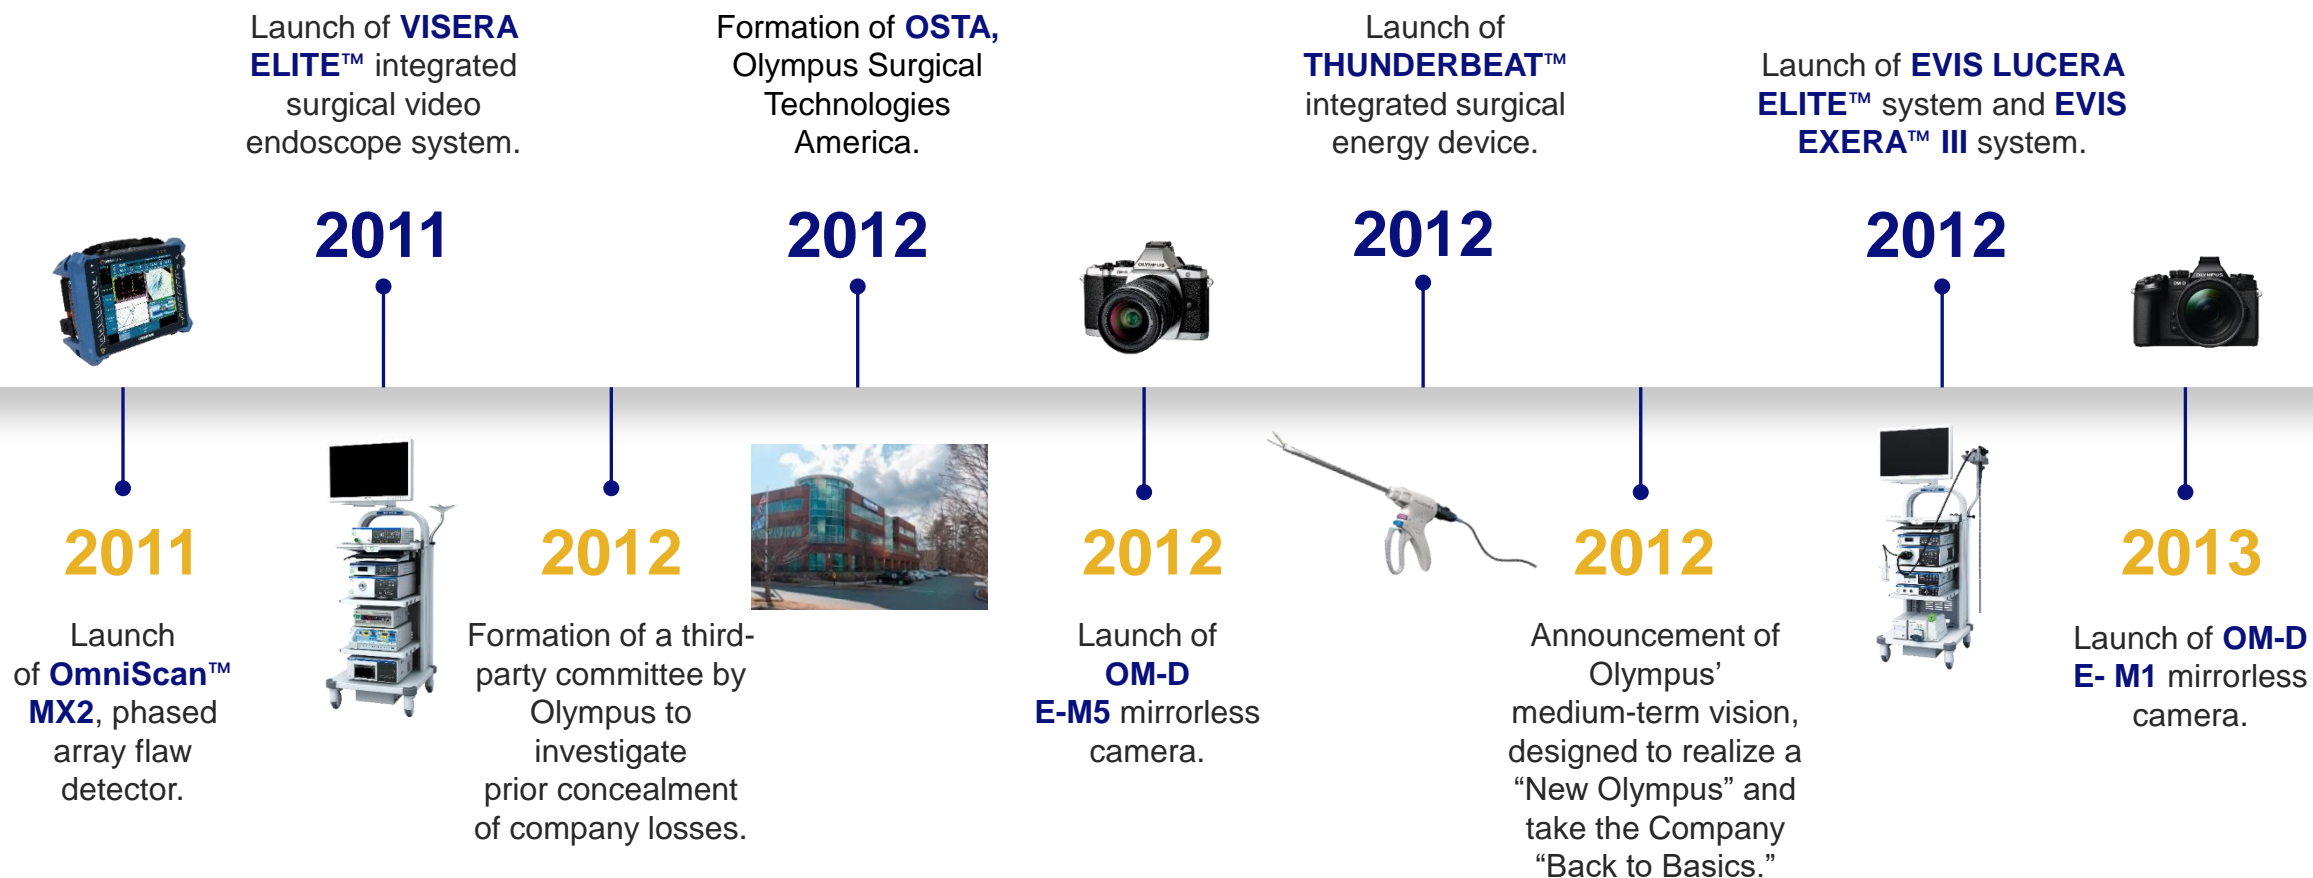 Launch of VISERA
ELITE™ integrated
surgical video
endoscope system.
2011
Formation of OSTA,
Olympus Surgical
Technologies
America.
2012
Launch of
THUNDERBEAT™
integrated surgical
energy device.
2012
Launch of EVIS LUCERA
ELITE™ system and EVIS
EXERA™ III system.
2012
OLYMPUS
OLYMPUS
OM-D
2011
Launch
of OmniScan™
MX2, phased
array flaw
detector.
2012
Formation of a third-
party committee by
Olympus to
investigate
prior concealment
of company losses.
2012
Launch of
OM-D
E-M5 mirrorless
camera.
2012
Announcement of
Olympus’
medium-term vision,
designed to realize a
“New Olympus” and
take the Company
“Back to Basics.”
2013
Launch of OM-D
E- M1 mirrorless
camera.